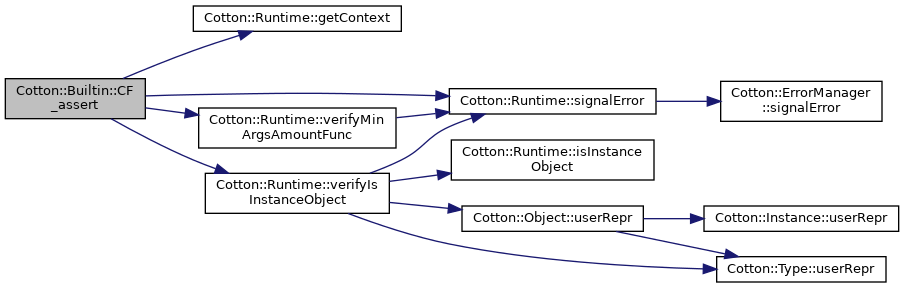 Cotton::Builtin::CF
_assert
Cotton::Runtime::getContext
Cotton::Runtime::verifyMin
ArgsAmountFunc
Cotton::Runtime::verifyIs
InstanceObject
Cotton::Runtime::signalError
Cotton::Runtime::isInstance
Object
Cotton::Object::userRepr
Cotton::ErrorManager
::signalError
Cotton::Instance::userRepr
Cotton::Type::userRepr